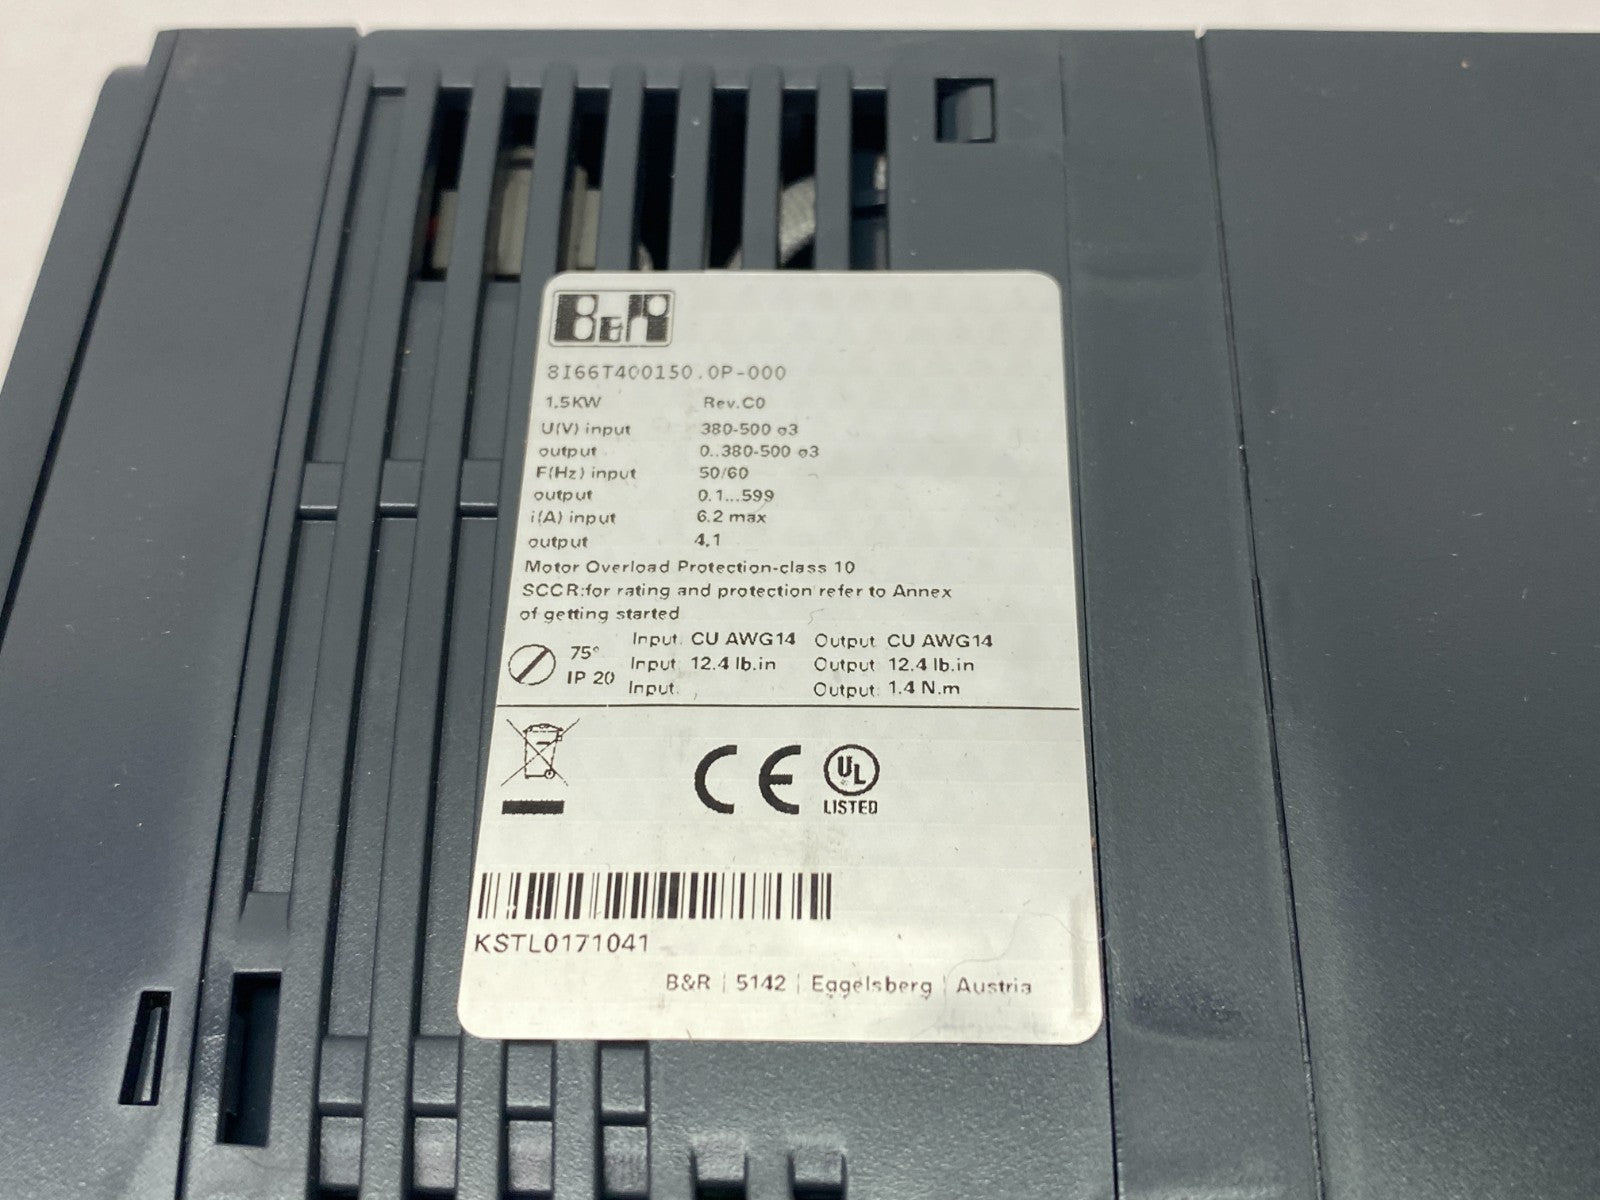 B&R
8I66T400150.0P-000
1.5KW Rev.C0
U(V) input 380-500 ø3
output 0..380-500 ø3
F(Hz) input 50/60
output 0.1...599
i(A) input 6.2 max
output 4.1
Motor Overload Protection-class 10
SCCR:for rating and protection refer to Annex
of getting started
75° Input: CU AWG14 Output: CU AWG14
IP 20 Input: 12.4 lb.in Output: 12.4 lb.in
Input: Output: 1.4 N.m
CE UL
LISTED
KSTL0171041
B&R | 5142 | Eggelsberg | Austria